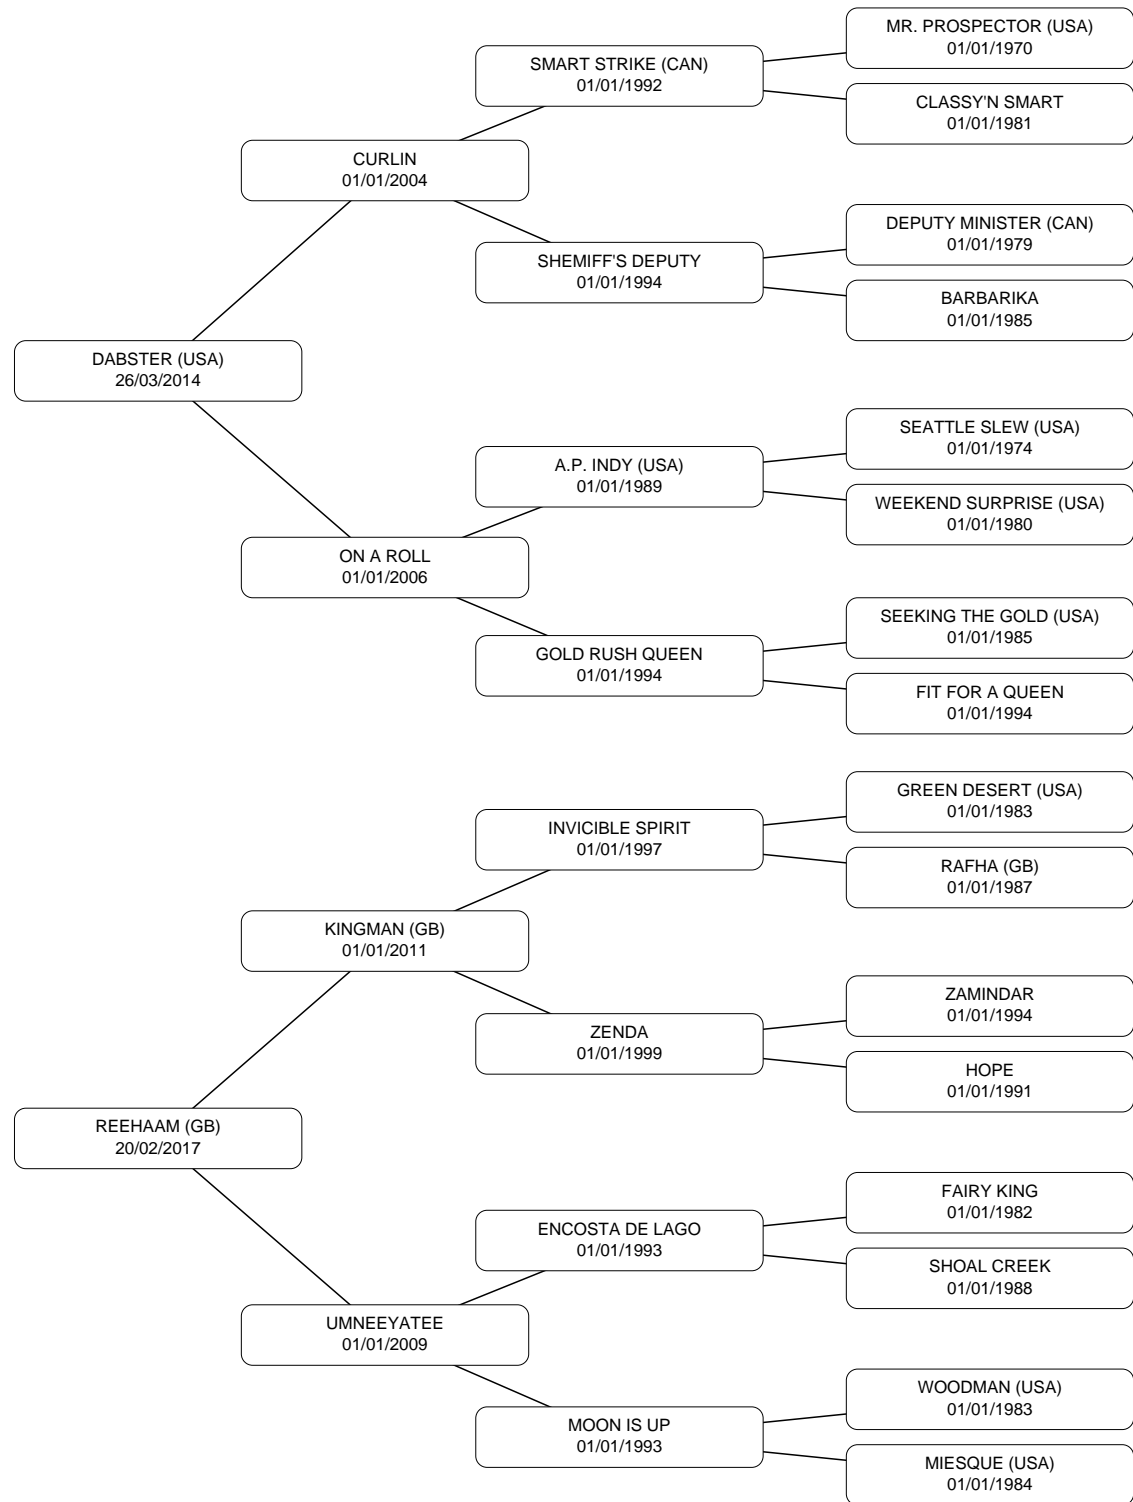 MR. PROSPECTOR (USA)
01/01/1970
SMART STRIKE (CAN)
01/01/1992
CLASSY'N SMART
01/01/1981
CURLIN
01/01/2004
DEPUTY MINISTER (CAN)
01/01/1979
SHEMIFF'S DEPUTY
01/01/1994
BARBARIKA
01/01/1985
DABSTER (USA)
26/03/2014
SEATTLE SLEW (USA)
01/01/1974
A.P. INDY (USA)
01/01/1989
WEEKEND SURPRISE (USA)
01/01/1980
ON A ROLL
01/01/2006
SEEKING THE GOLD (USA)
01/01/1985
GOLD RUSH QUEEN
01/01/1994
FIT FOR A QUEEN
01/01/1994
GREEN DESERT (USA)
01/01/1983
INVICIBLE SPIRIT
01/01/1997
RAFHA (GB)
01/01/1987
KINGMAN (GB)
01/01/2011
ZAMINDAR
01/01/1994
ZENDA
01/01/1999
HOPE
01/01/1991
REEHAAM (GB)
20/02/2017
FAIRY KING
01/01/1982
ENCOSTA DE LAGO
01/01/1993
SHOAL CREEK
01/01/1988
UMNEEYATEE
01/01/2009
WOODMAN (USA)
01/01/1983
MOON IS UP
01/01/1993
MIESQUE (USA)
01/01/1984